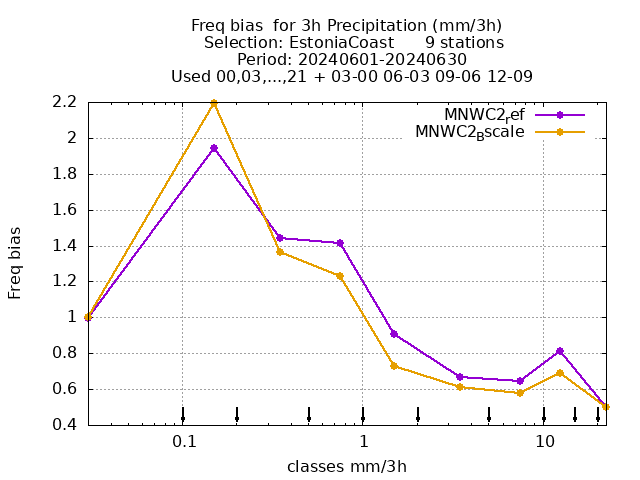 Freq bias  for 3h Precipitation (mm/3h)
Selection: EstoniaCoast      9 stations
Period: 20240601-20240630
Used 00,03,...,21 + 03-00 06-03 09-06 12-09
MNWC2ref
MNWC2Bscale
2.2
2
1.8
1.6
1.4
1.2
1
0.8
0.6
0.4
Freq bias
0.1
1
10
classes mm/3h